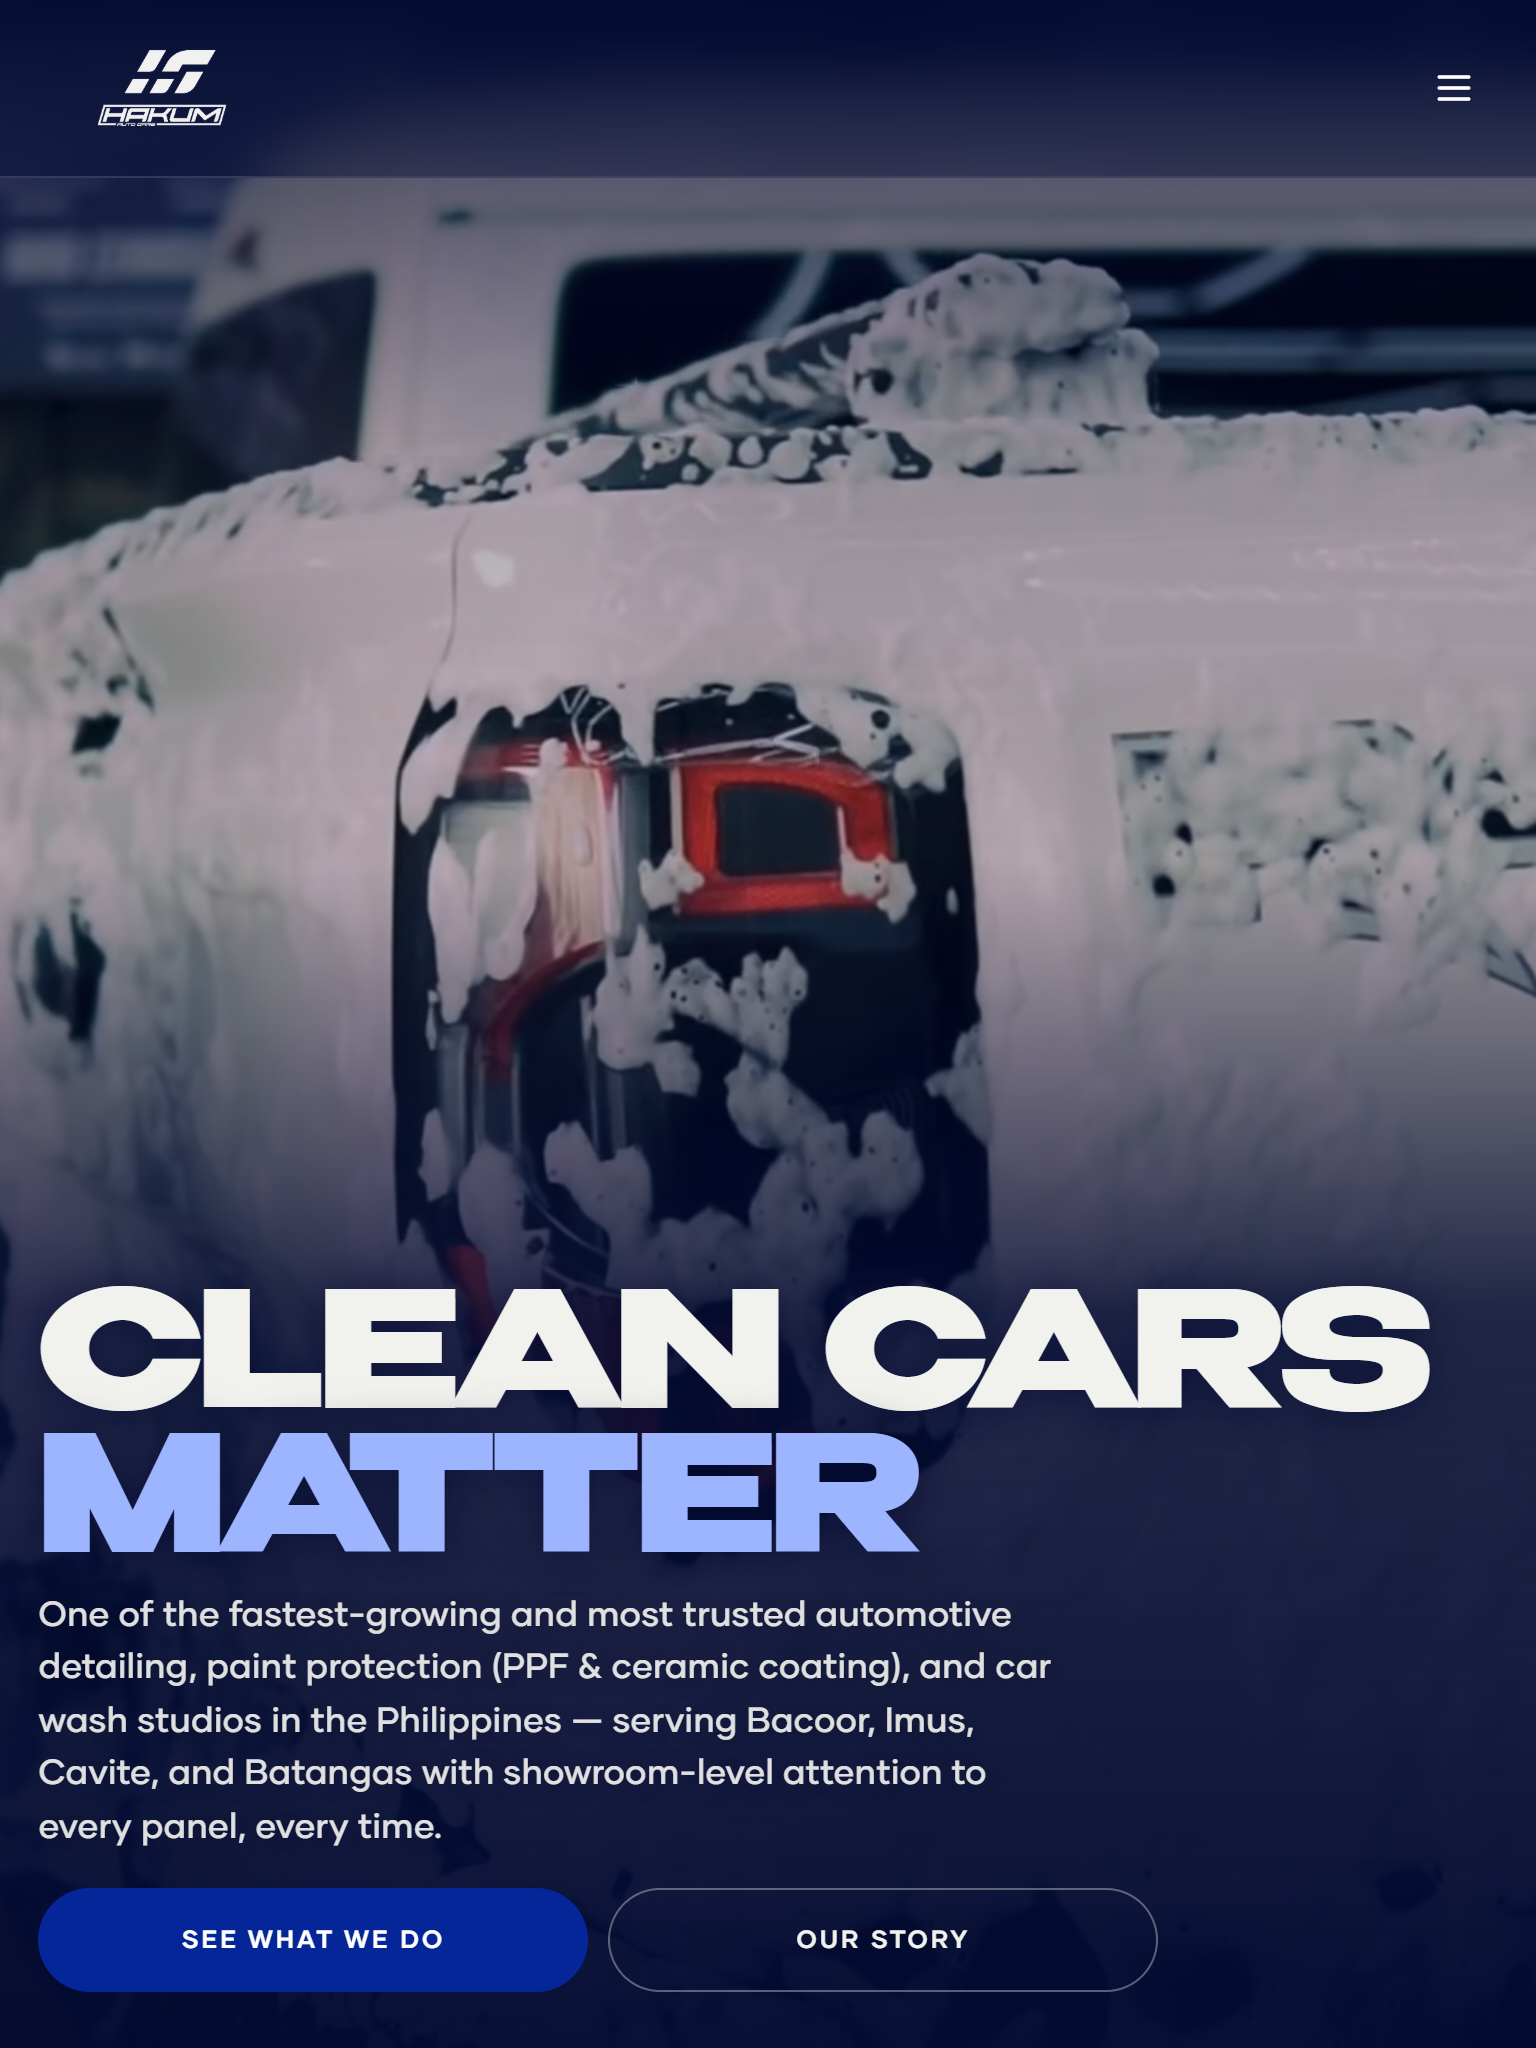 HAKUM
AUTO CARE
CLEAN CARS
MATTER
One of the fastest-growing and most trusted automotive
detailing, paint protection (PPF & ceramic coating), and car
wash studios in the Philippines — serving Bacoor, Imus,
Cavite, and Batangas with showroom-level attention to
every panel, every time.
SEE WHAT WE DO
OUR STORY